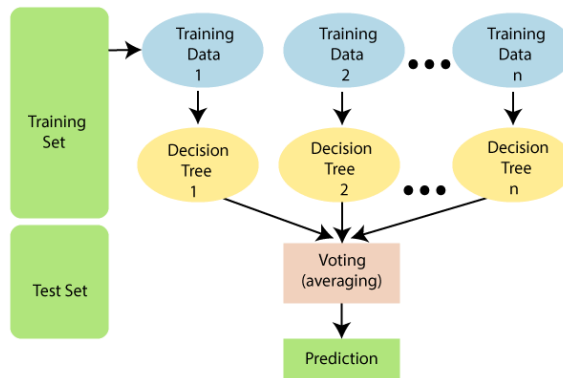 Training
Set
Test Set
Training
Data
1
Training
Data
2
Training
Data
n
Decision
Tree
1
Decision
Tree
2
Decision
Tree
n
Voting
(averaging)
Prediction